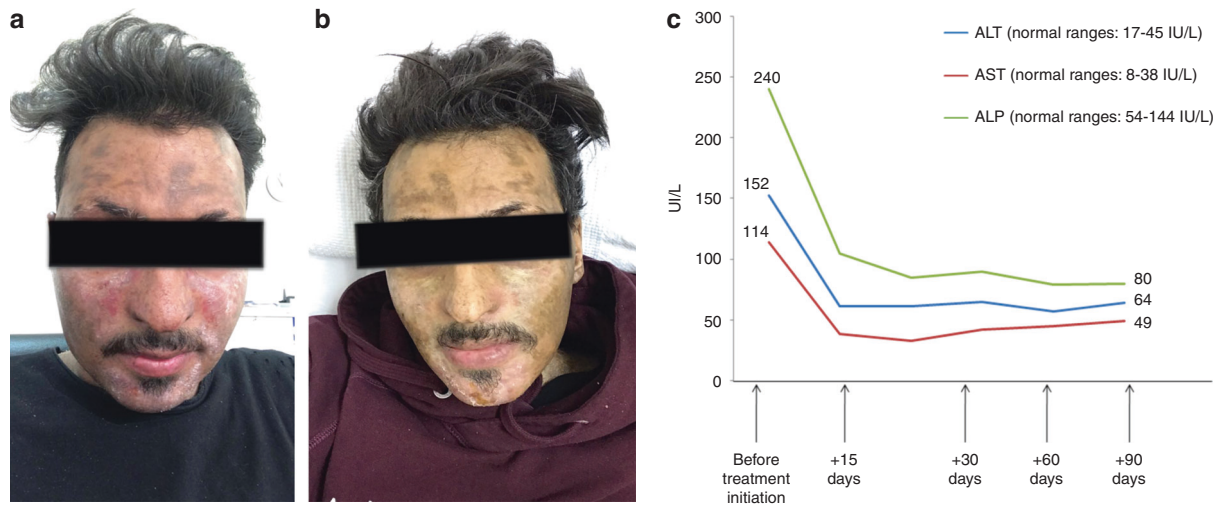 a
b
c
300
250
200
150
100
50
0
UI/L
240
152
114
80
64
49
ALT (normal ranges: 17-45 IU/L)
AST (normal ranges: 8-38 IU/L)
ALP (normal ranges: 54-144 IU/L)
Before
treatment
initiation
+15
days
+30
days
+60
days
+90
days